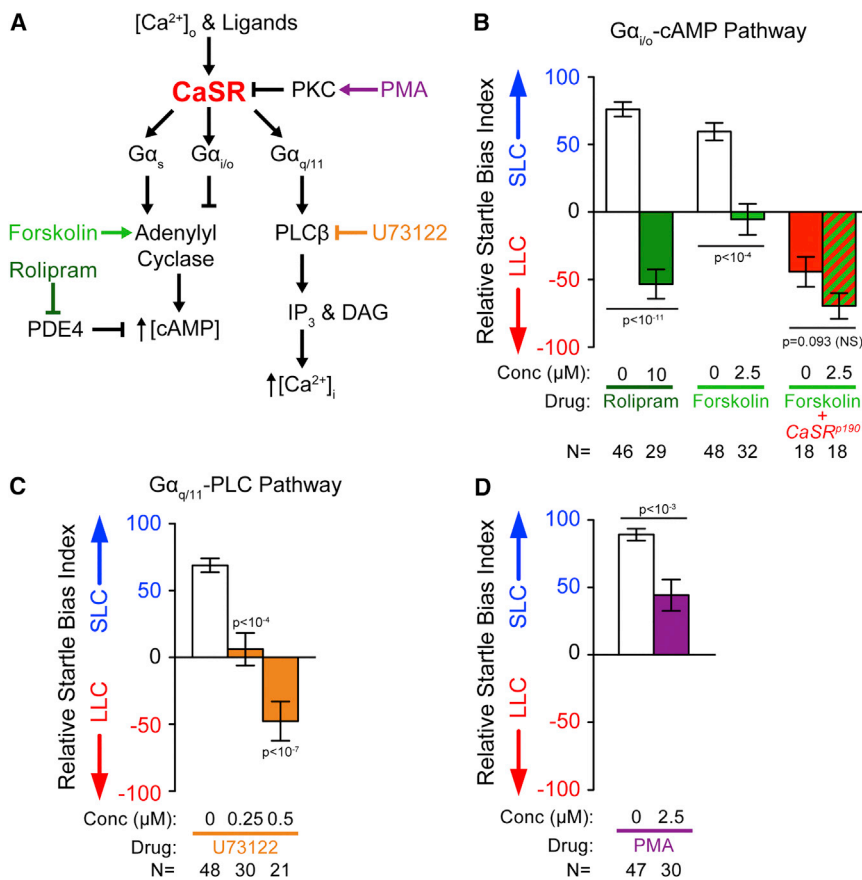 A
[Ca²⁺]ₒ & Ligands
CaSR
PKC
PMA
Gαs
Gαi/o
Gαq/11
Forskolin
Adenylyl
Cyclase
PLCβ
U73122
Rolipram
PDE4
[cAMP]
IP₃ & DAG
[Ca²⁺]i
B
Gαi/o-cAMP Pathway
Relative Startle Bias Index
SLC
LLC
100
50
0
-50
-100
p<10⁻¹¹
p<10⁻⁴
p=0.093 (NS)
Conc (µM): 0 10 0 2.5 0 2.5
Drug: Rolipram Forskolin Forskolin
+
CaSRᵖ¹⁹⁰
N= 46 29 48 32 18 18
C
Gαq/11-PLC Pathway
Relative Startle Bias Index
SLC
LLC
100
50
0
-50
-100
p<10⁻⁴
p<10⁻⁷
Conc (µM): 0 0.25 0.5
Drug: U73122
N= 48 30 21
D
Relative Startle Bias Index
SLC
LLC
100
50
0
-50
-100
p<10⁻³
Conc (µM): 0 2.5
Drug: PMA
N= 47 30